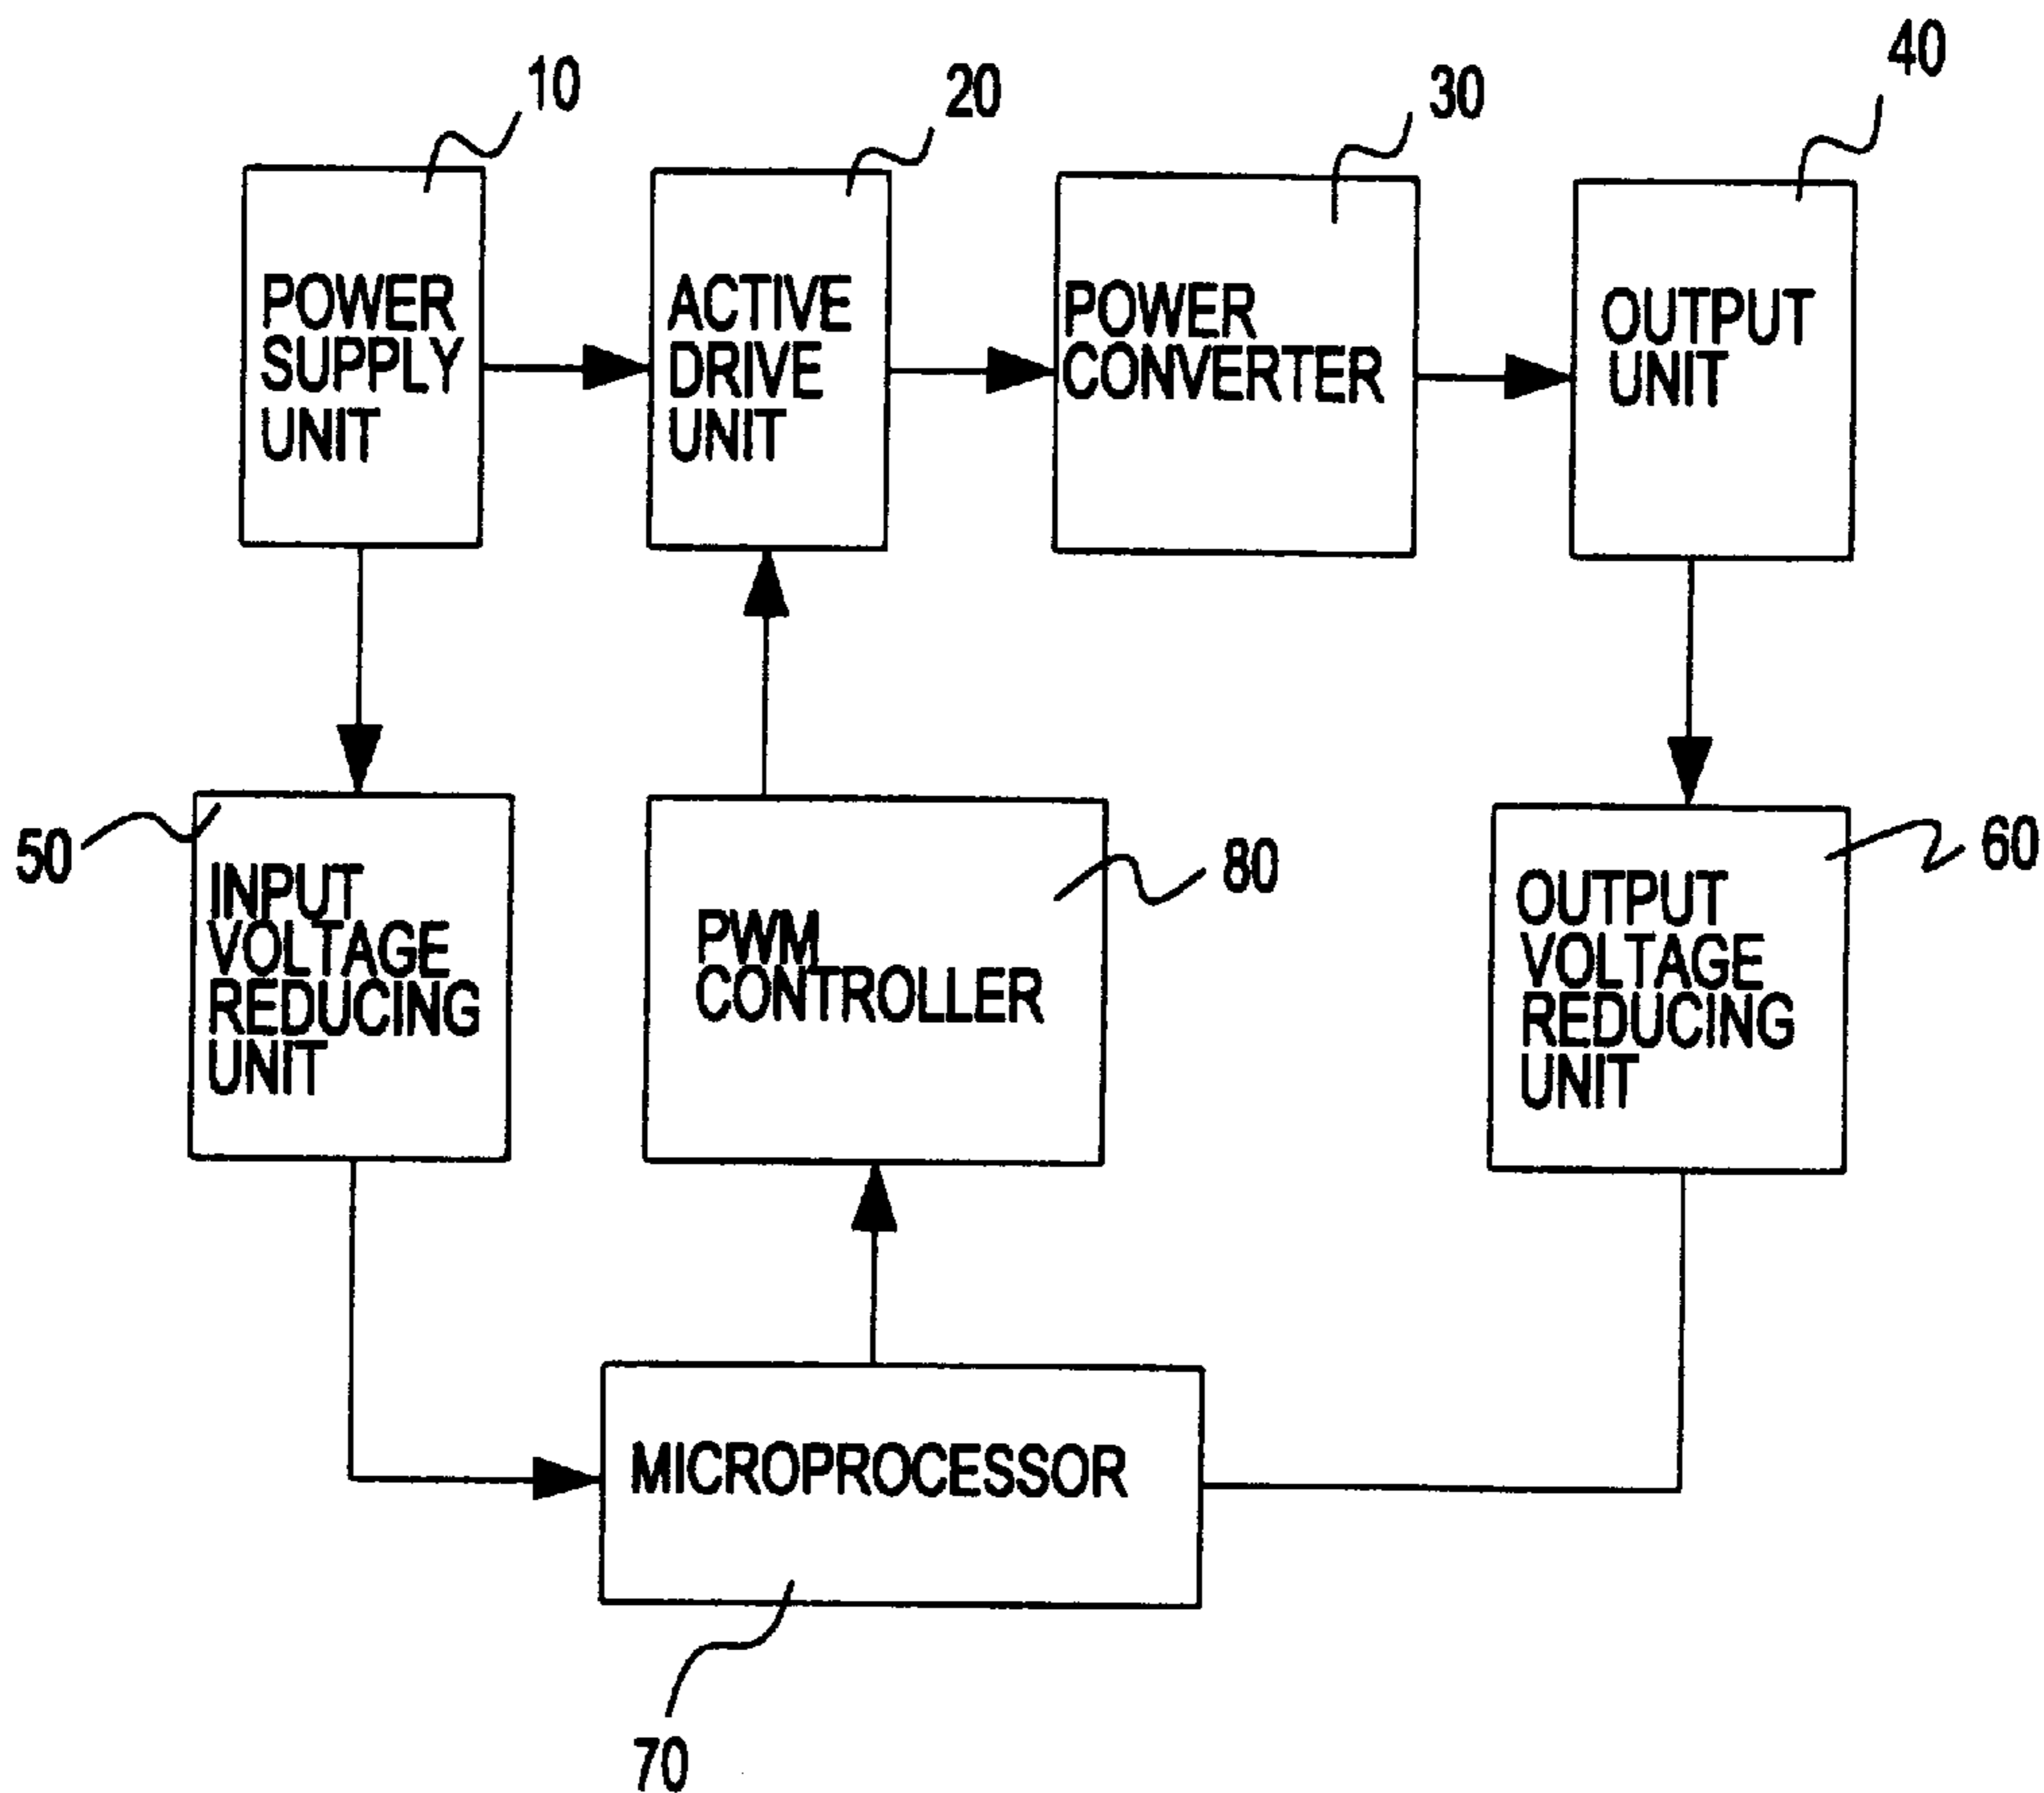 10
20
30
40
POWER
SUPPLY
UNIT
ACTIVE
DRIVE
UNIT
POWER
CONVERTER
OUTPUT
UNIT
50
INPUT
VOLTAGE
REDUCING
UNIT
PWM
CONTROLLER
80
OUTPUT
VOLTAGE
REDUCING
UNIT
60
MICROPROCESSOR
70